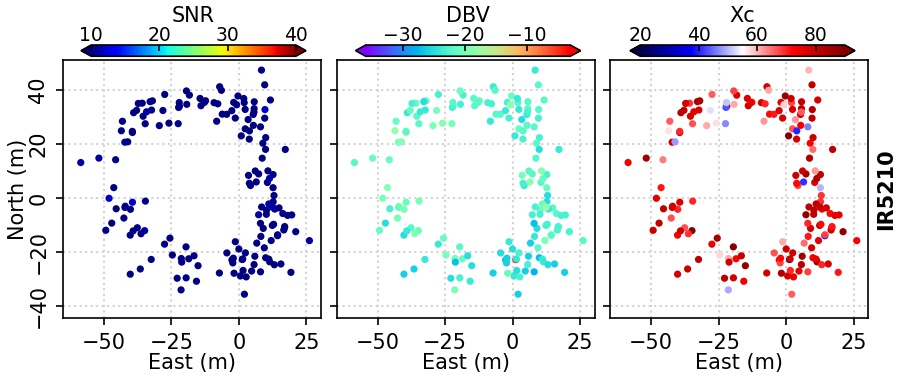 SNR DBV Xc
10 20 30 40 −30 −20 −10 20 40 60 80
40
20
0
−20
−40
North (m)
IR5210
−50 −25 0 25 −50 −25 0 25 −50 −25 0 25
East (m) East (m) East (m)